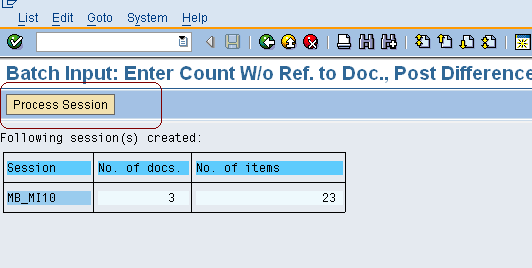 List Edit Goto System Help
Batch Input: Enter Count W/o Ref. to Doc., Post Difference
Process Session
Following session(s) created:
Session No. of docs. No. of items
MB_MI10 3 23